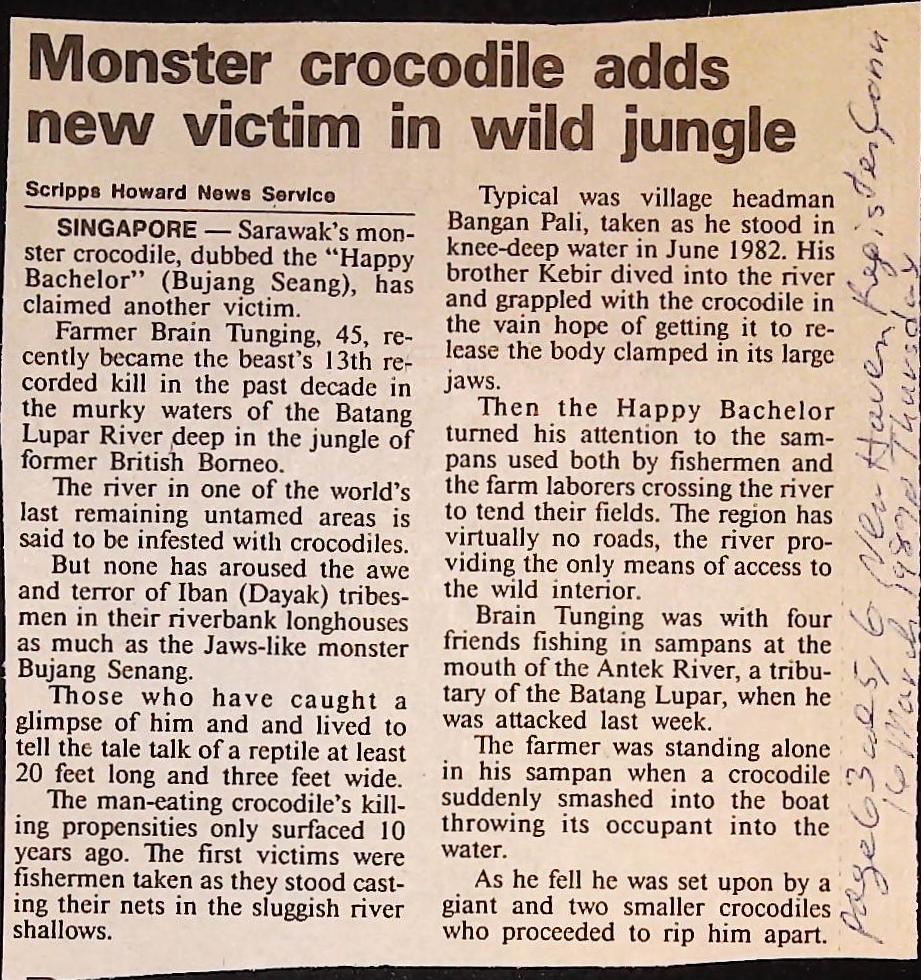 Monster crocodile adds
new victim in wild jungle
Scripps Howard News Service
SINGAPORE — Sarawak's mon-
ster crocodile, dubbed the "Happy
Bachelor" (Bujang Seang), has
claimed another victim.
Farmer Brain Tunging, 45, re-
cently became the beast's 13th re-
corded kill in the past decade in
the murky waters of the Batang
Lupar River deep in the jungle of
former British Borneo.
The river in one of the world's
last remaining untamed areas is
said to be infested with crocodiles.
But none has aroused the awe
and terror of Iban (Dayak) tribes-
men in their riverbank longhouses
as much as the Jaws-like monster
Bujang Senang.
Those who have caught a
glimpse of him and and lived to
tell the tale talk of a reptile at least
20 feet long and three feet wide.
The man-eating crocodile's kill-
ing propensities only surfaced 10
years ago. The first victims were
fishermen taken as they stood cast-
ing their nets in the sluggish river
shallows.
Typical was village headman
Bangan Pali, taken as he stood in
knee-deep water in June 1982. His
brother Kebir dived into the river
and grappled with the crocodile in
the vain hope of getting it to re-
lease the body clamped in its large
jaws.
Then the Happy Bachelor
turned his attention to the sam-
pans used both by fishermen and
the farm laborers crossing the river
to tend their fields. The region has
virtually no roads, the river pro-
viding the only means of access to
the wild interior.
Brain Tunging was with four
friends fishing in sampans at the
mouth of the Antek River, a tribu-
tary of the Batang Lupar, when he
was attacked last week.
The farmer was standing alone
in his sampan when a crocodile
suddenly smashed into the boat
throwing its occupant into the
water.
As he fell he was set upon by a
giant and two smaller crocodiles
who proceeded to rip him apart.
page 63 New Haven Register, Conn
16 March 1989 Thursday